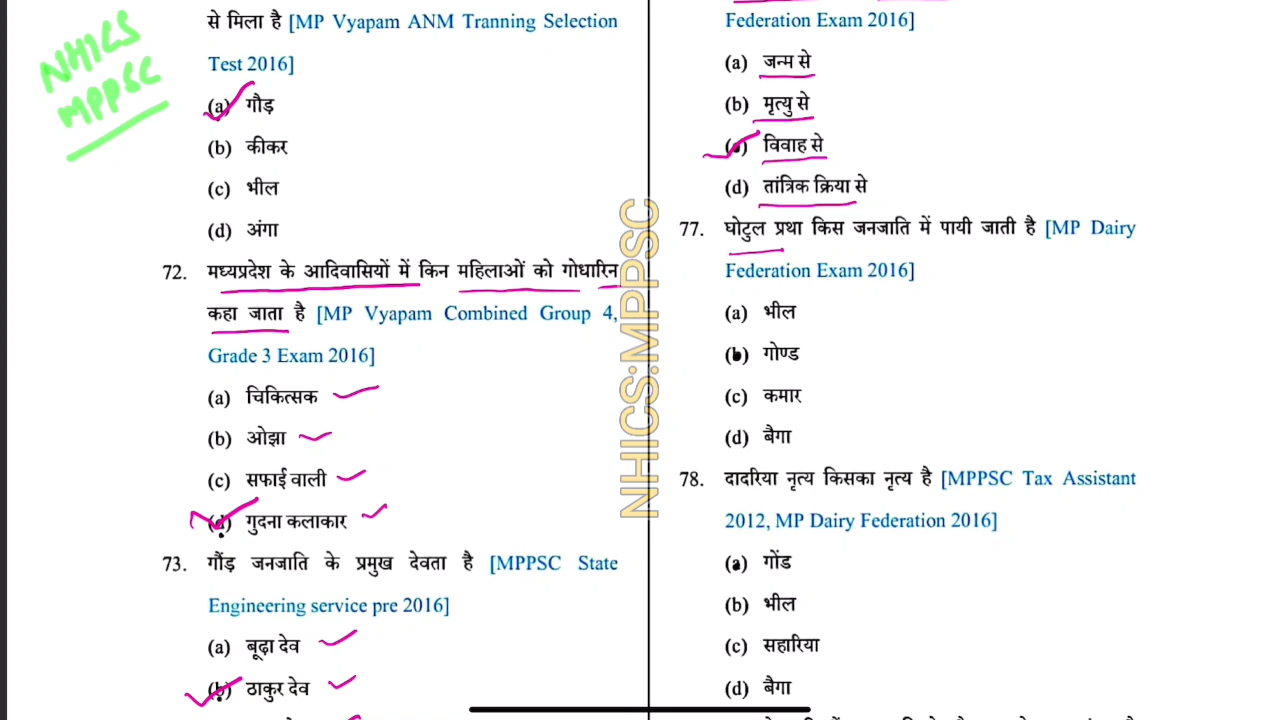 NHICS
MPPSC
से मिला है [MP Vyapam ANM Tranning Selection
Test 2016]
(a) गौड़
(b) कीकर
(c) भील
(d) अंगा
72. मध्यप्रदेश के आदिवासियों में किन महिलाओं को गोधारिन
कहा जाता है [MP Vyapam Combined Group 4,
Grade 3 Exam 2016]
(a) चिकित्सक
(b) ओझा
(c) सफाई वाली
(d) गुदना कलाकार
73. गौंड़ जनजाति के प्रमुख देवता है [MPPSC State
Engineering service pre 2016]
(a) बूढ़ा देव
(b) ठाकुर देव
NHICS:MPPSC
Federation Exam 2016]
(a) जन्म से
(b) मृत्यु से
(c) विवाह से
(d) तांत्रिक क्रिया से
77. घोटुल प्रथा किस जनजाति में पायी जाती है [MP Dairy
Federation Exam 2016]
(a) भील
(b) गोण्ड
(c) कमार
(d) बैगा
78. दादरिया नृत्य किसका नृत्य है [MPPSC Tax Assistant
2012, MP Dairy Federation 2016]
(a) गोंड
(b) भील
(c) सहारिया
(d) बैगा